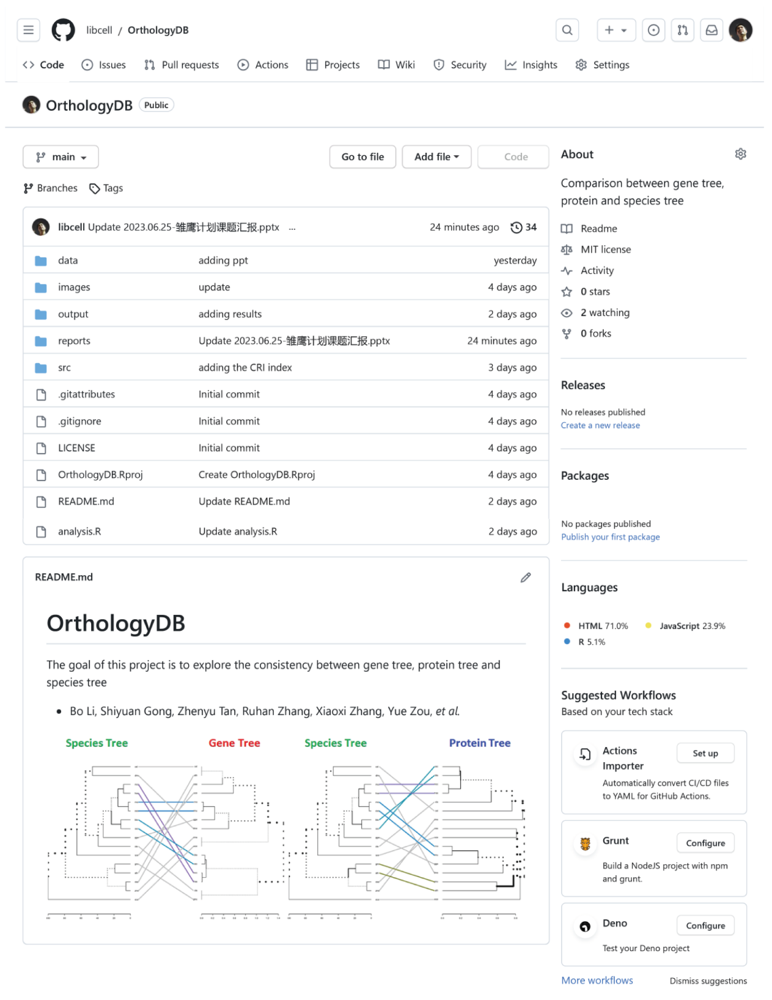 libcell / OrthologyDB
Code Issues Pull requests Actions Projects Wiki Security Insights Settings
OrthologyDB Public
main Go to file Add file Code
Branches Tags
libcell Update 2023.06.25-雏鹰计划课题汇报.pptx ... 24 minutes ago 34
data adding ppt yesterday
images update 4 days ago
output adding results 2 days ago
reports Update 2023.06.25-雏鹰计划课题汇报.pptx 24 minutes ago
src adding the CRI index 3 days ago
.gitattributes Initial commit 4 days ago
.gitignore Initial commit 4 days ago
LICENSE Initial commit 4 days ago
OrthologyDB.Rproj Create OrthologyDB.Rproj 4 days ago
README.md Update README.md 2 days ago
analysis.R Update analysis.R 2 days ago
README.md
OrthologyDB
The goal of this project is to explore the consistency between gene tree, protein tree and
species tree
• Bo Li, Shiyuan Gong, Zhenyu Tan, Ruhan Zhang, Xiaoxi Zhang, Yue Zou, et al.
Species Tree Gene Tree Species Tree Protein Tree
About
Comparison between gene tree,
protein and species tree
Readme
MIT license
Activity
0 stars
2 watching
0 forks
Releases
No releases published
Create a new release
Packages
No packages published
Publish your first package
Languages
HTML 71.0% JavaScript 23.9%
R 5.1%
Suggested Workflows
Based on your tech stack
Actions
Importer
Set up
Automatically convert CI/CD files
to YAML for GitHub Actions.
Grunt Configure
Build a NodeJS project with npm
and grunt.
Deno Configure
Test your Deno project
More workflows Dismiss suggestions